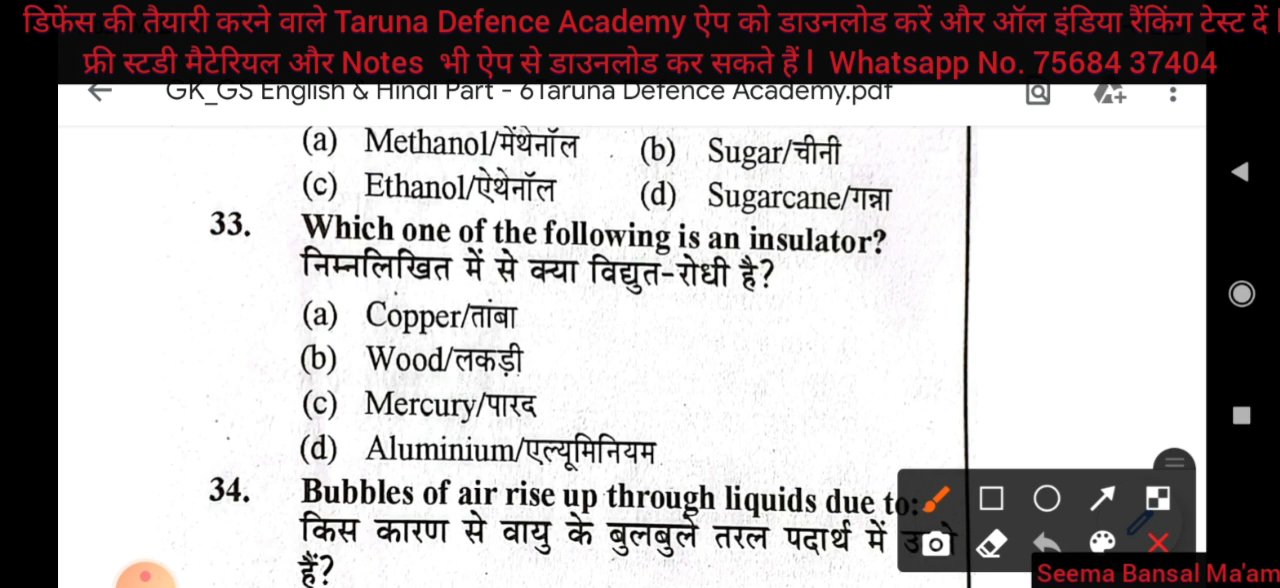 डिफेंस की तैयारी करने वाले Taruna Defence Academy ऐप को डाउनलोड करें और ऑल इंडिया रैंकिंग टेस्ट दें।
फ्री स्टडी मैटेरियल और Notes भी ऐप से डाउनलोड कर सकते हैं। Whatsapp No. 75684 37404
GK_GS English & Hindi Part - 6Taruna Defence Academy.pdf
(a) Methanol/मेंथेनॉल (b) Sugar/चीनी
(c) Ethanol/ऐथेनॉल (d) Sugarcane/गन्ना
33. Which one of the following is an insulator?
निम्नलिखित में से क्या विद्युत-रोधी है?
(a) Copper/तांबा
(b) Wood/लकड़ी
(c) Mercury/पारद
(d) Aluminium/एल्यूमिनियम
34. Bubbles of air rise up through liquids due to:
किस कारण से वायु के बुलबुले तरल पदार्थ में
हैं?
Seema Bansal Ma'am